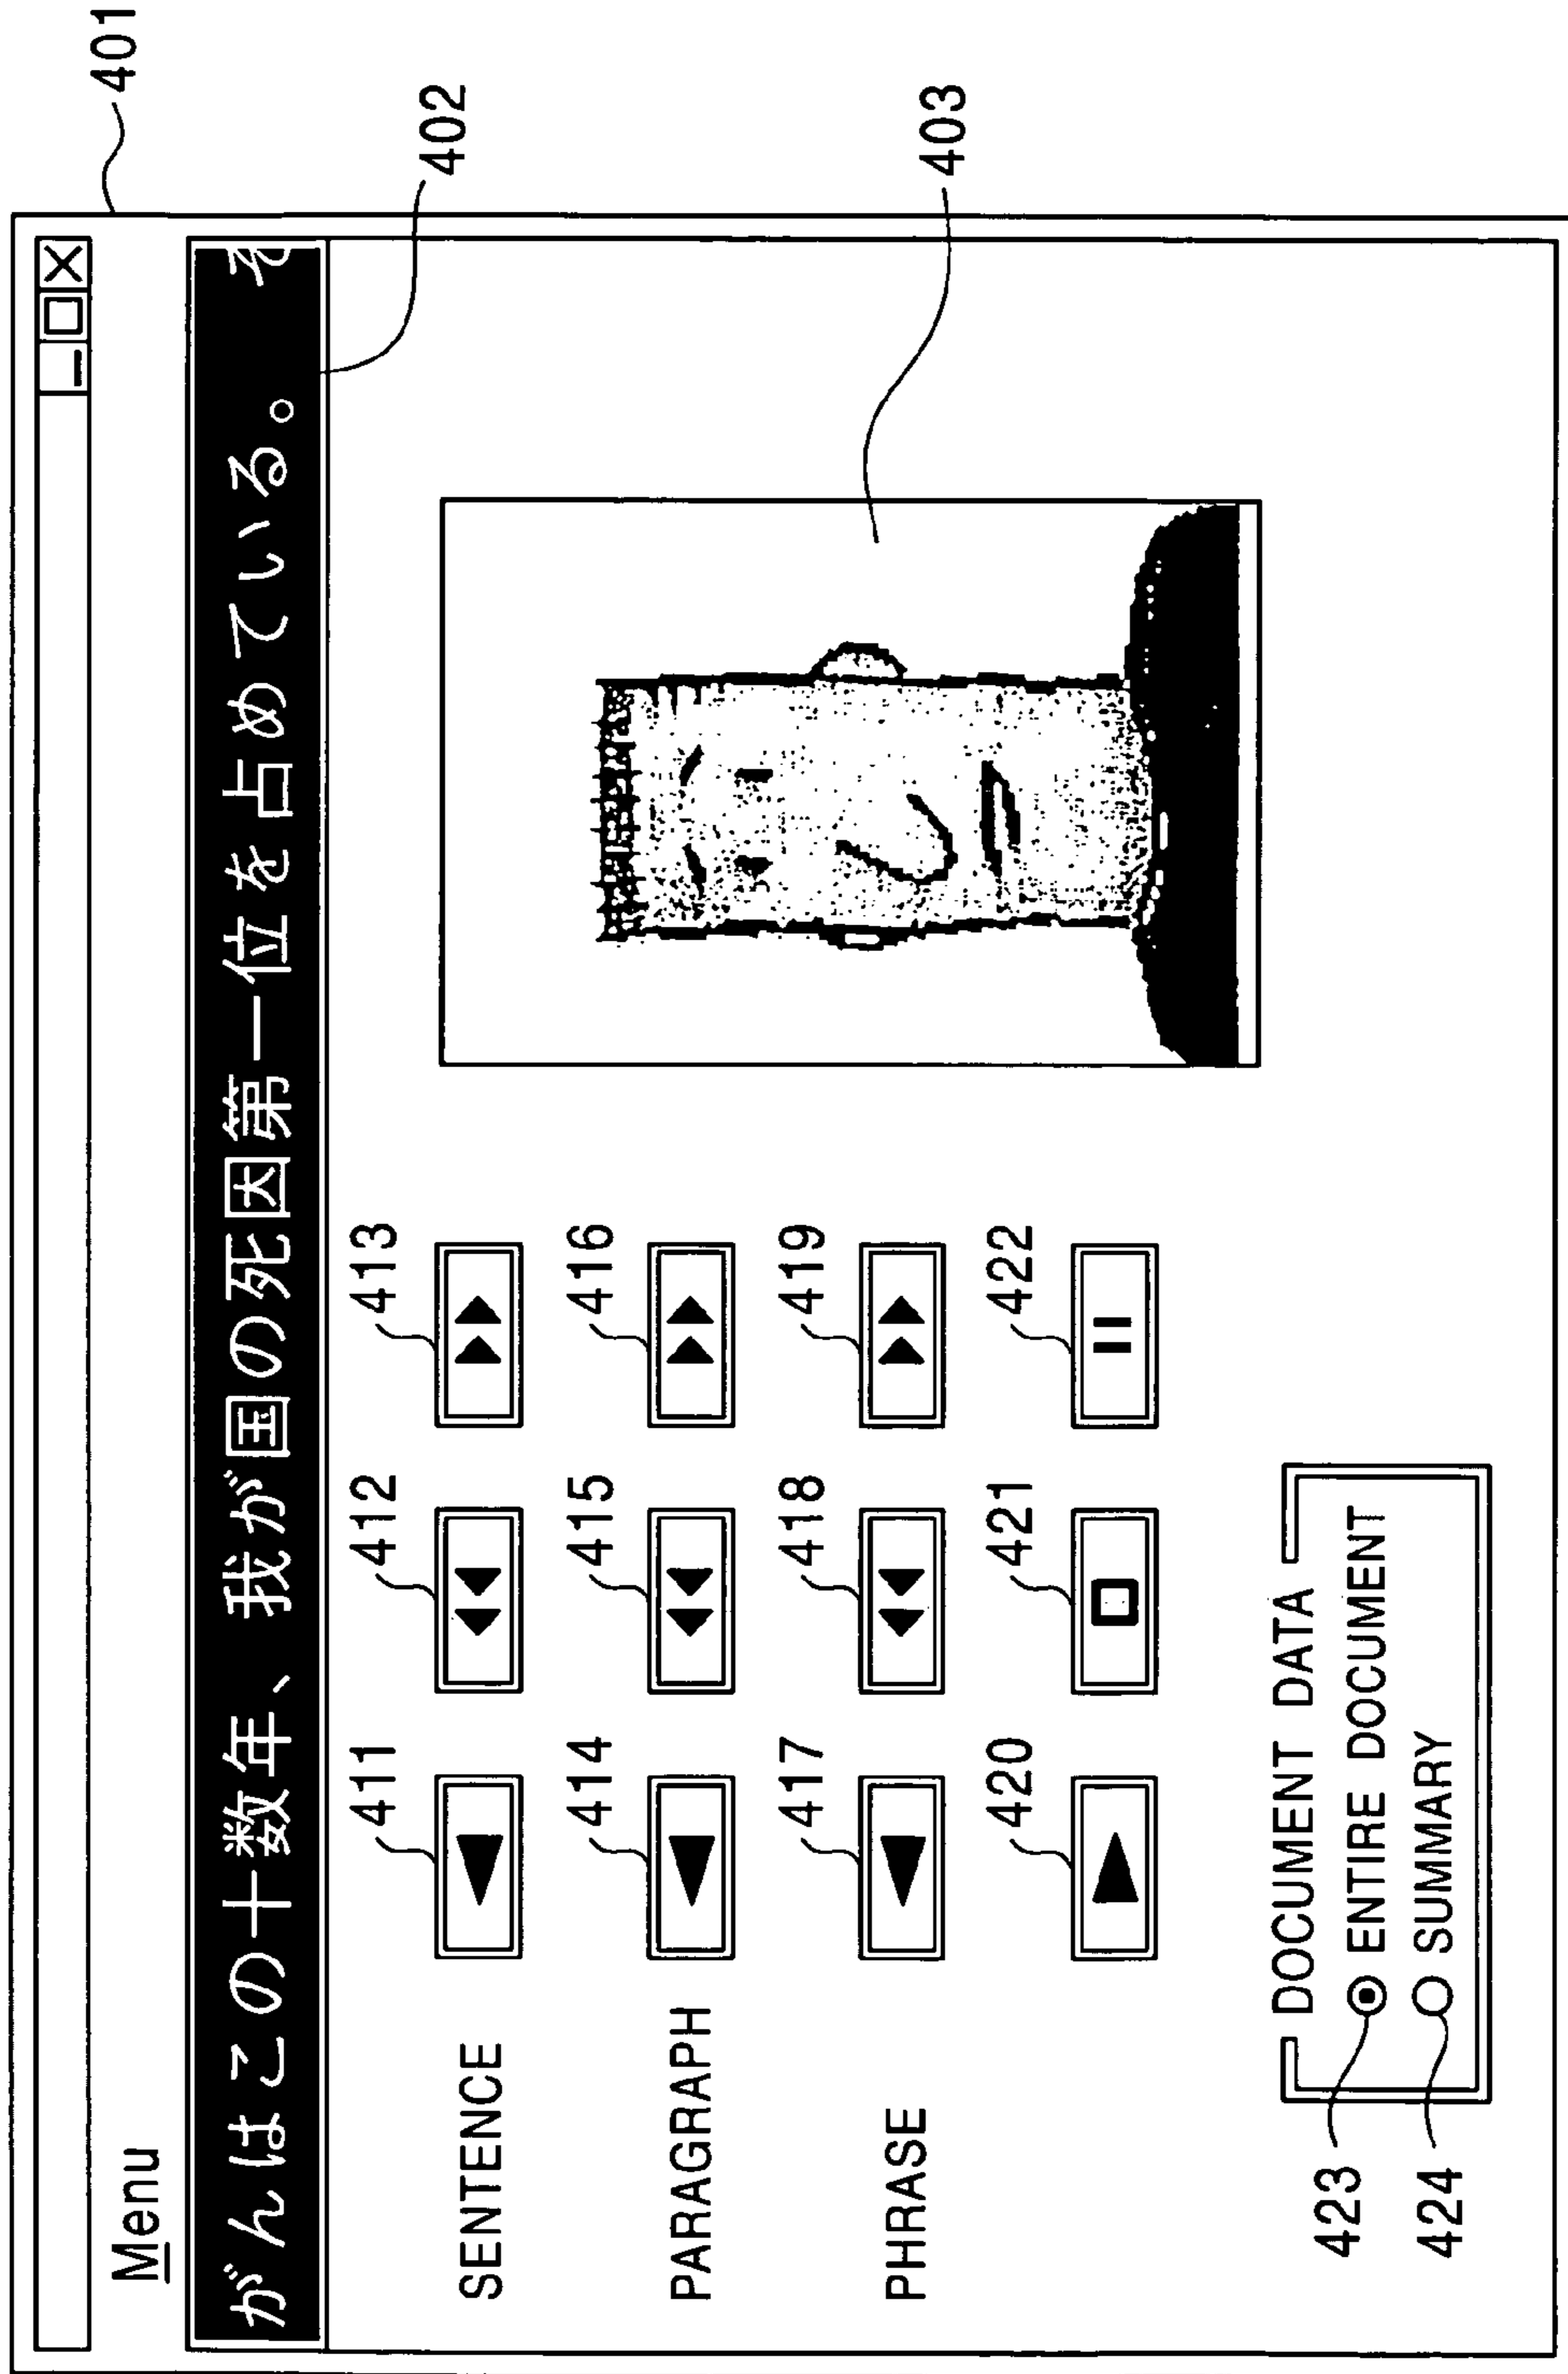 401
Menu
がんはこの十数年、我が国の死因第一位を占めている。
402
411 412 413
SENTENCE
403
414 415 416
PARAGRAPH
417 418 419
PHRASE
420 421 422
DOCUMENT DATA
423 ENTIRE DOCUMENT
424 SUMMARY